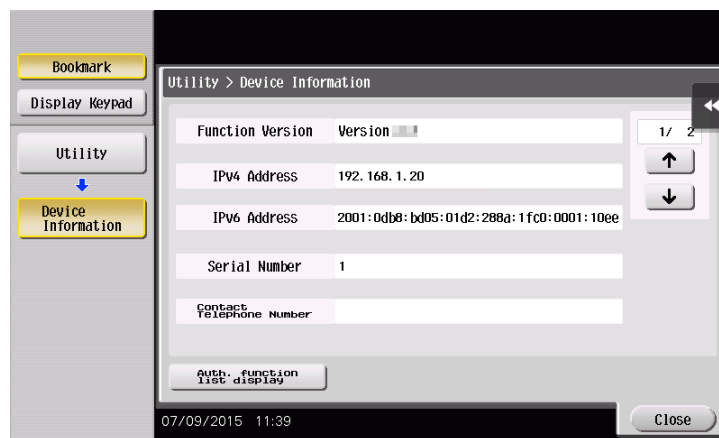 Bookmark
Display Keypad
Utility
Device
Information
Utility > Device Information
Function Version Version
IPv4 Address 192.168.1.20
IPv6 Address 2001:0db8:bd05:01d2:288a:1fc0:0001:10ee
Serial Number 1
Contact
Telephone Number
1/ 2
Auth. function
list display
07/09/2015 11:39
Close